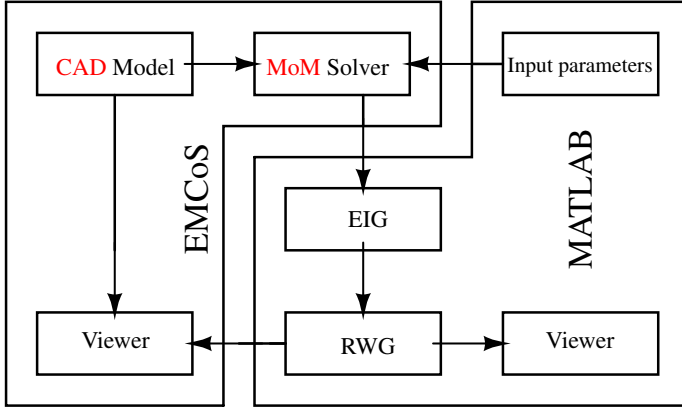 CAD Model
MoM Solver
Input parameters
EMCoS
MATLAB
EIG
Viewer
RWG
Viewer